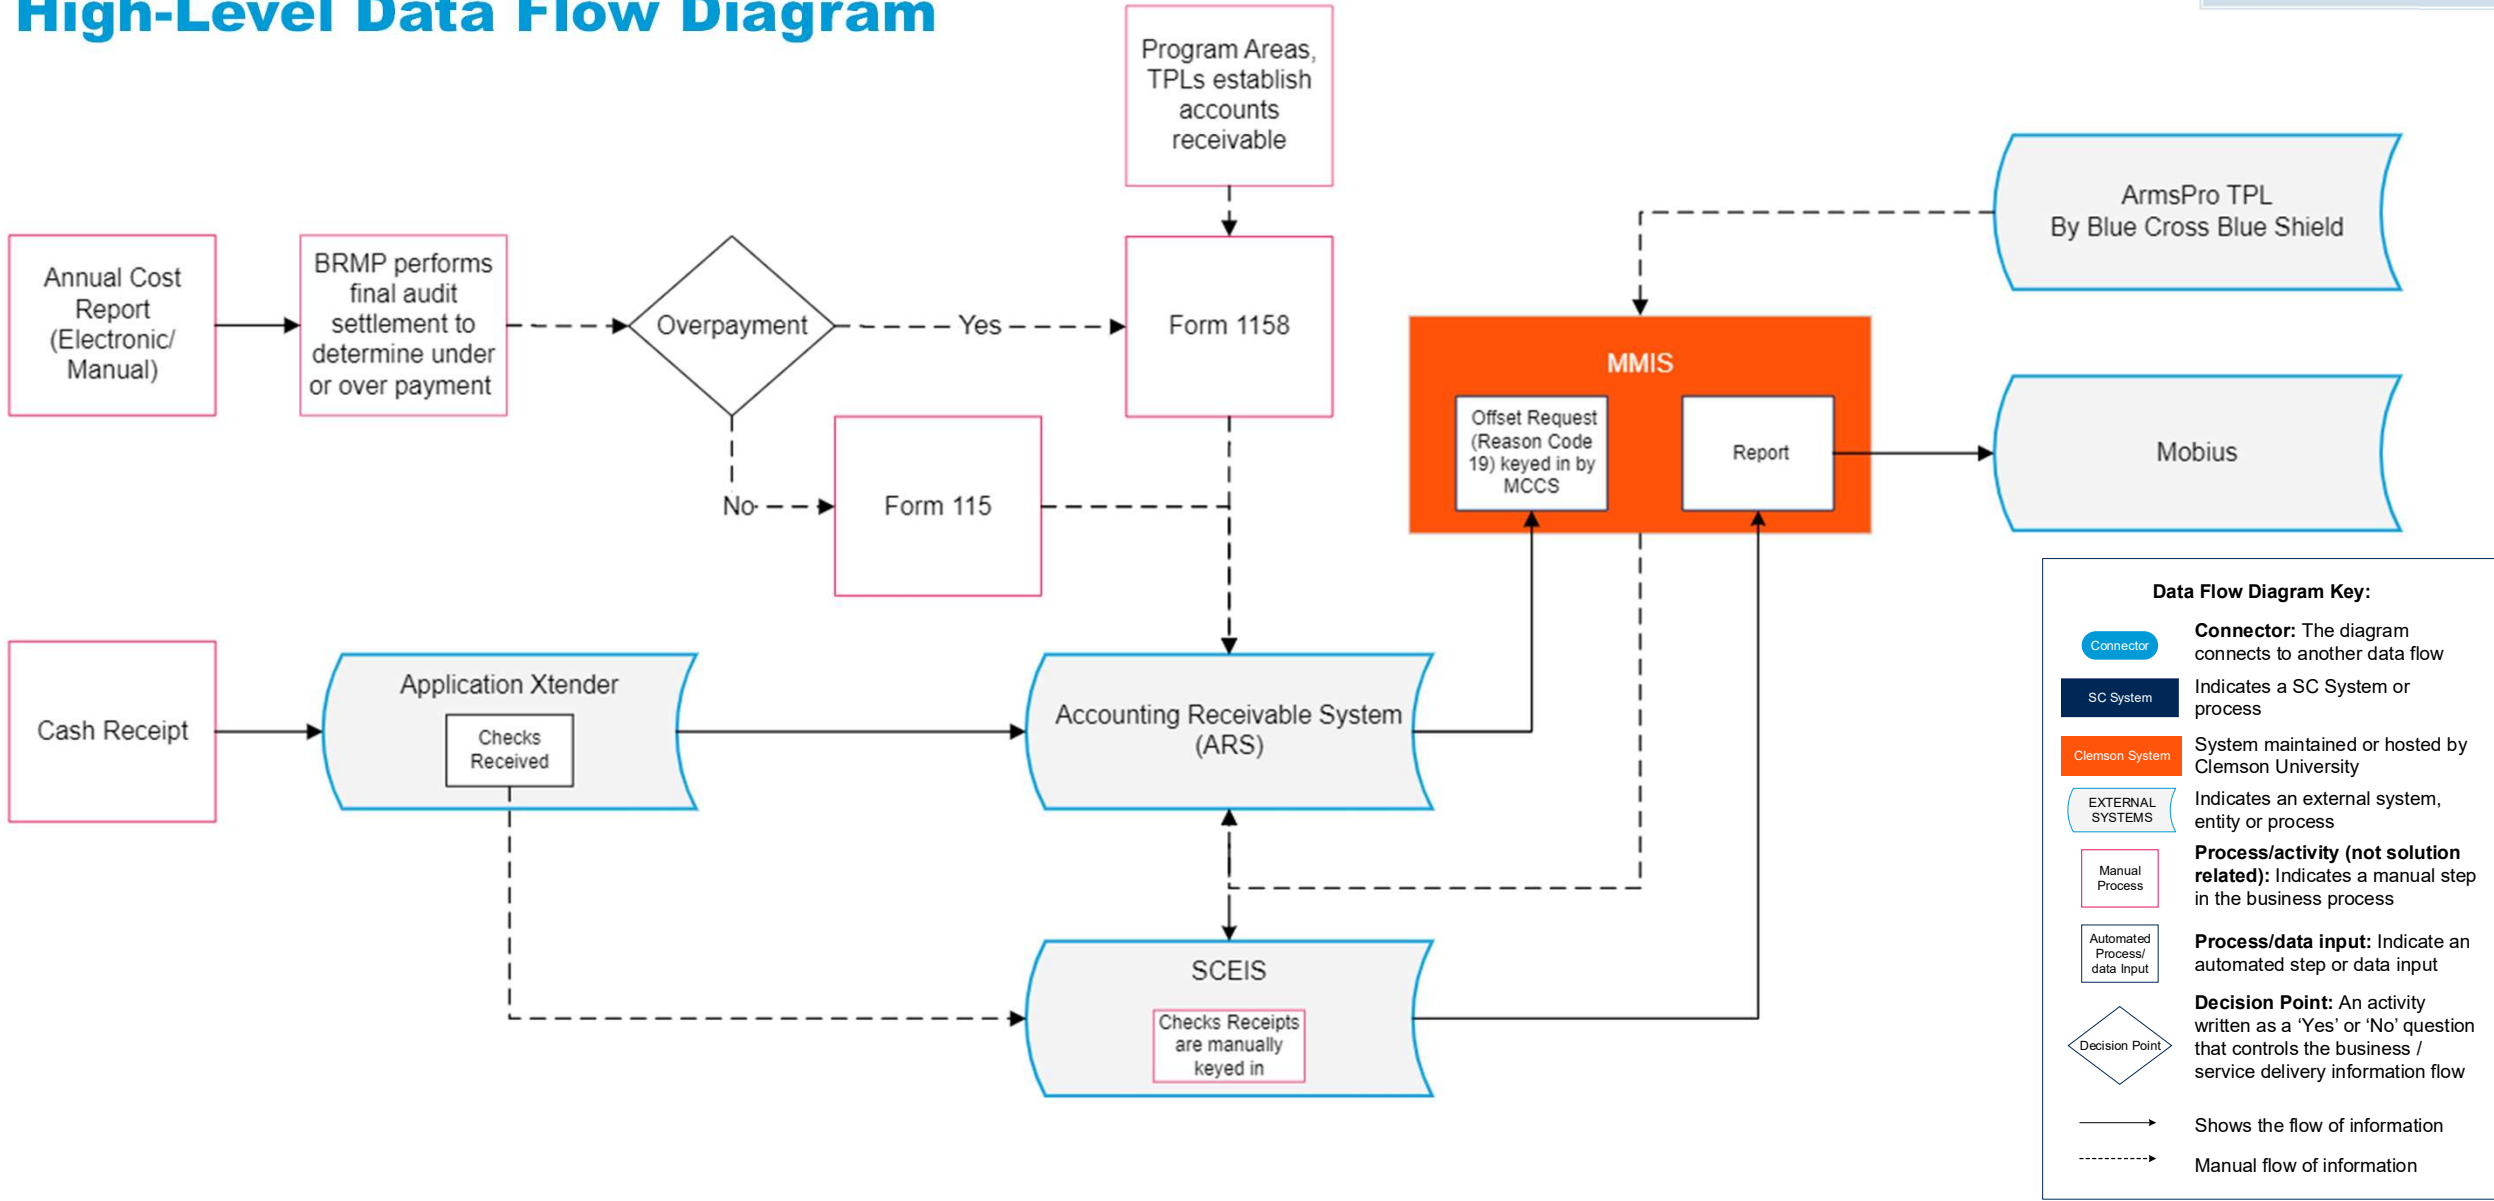 High-Level Data Flow Diagram
Program Areas,
TPLs establish
accounts
receivable
ArmsPro TPL
By Blue Cross Blue Shield
Annual Cost
Report
(Electronic/
Manual)
BRMP performs
final audit
settlement to
determine under
or over payment
Overpayment
Yes
Form 1158
MMIS
Offset Request
(Reason Code
19) keyed in by
MCCS
Report
Mobius
No
Form 115
Cash Receipt
Application Xtender
Checks
Received
Accounting Receivable System
(ARS)
SCEIS
Checks Receipts
are manually
keyed in
Data Flow Diagram Key:
Connector
Connector: The diagram
connects to another data flow
SC System
Indicates a SC System or
process
Clemson System
System maintained or hosted by
Clemson University
EXTERNAL
SYSTEMS
Indicates an external system,
entity or process
Manual
Process
Process/activity (not solution
related): Indicates a manual step
in the business process
Automated
Process/
data Input
Process/data input: Indicate an
automated step or data input
Decision Point
Decision Point: An activity
written as a ‘Yes’ or ‘No’ question
that controls the business /
service delivery information flow
Shows the flow of information
Manual flow of information